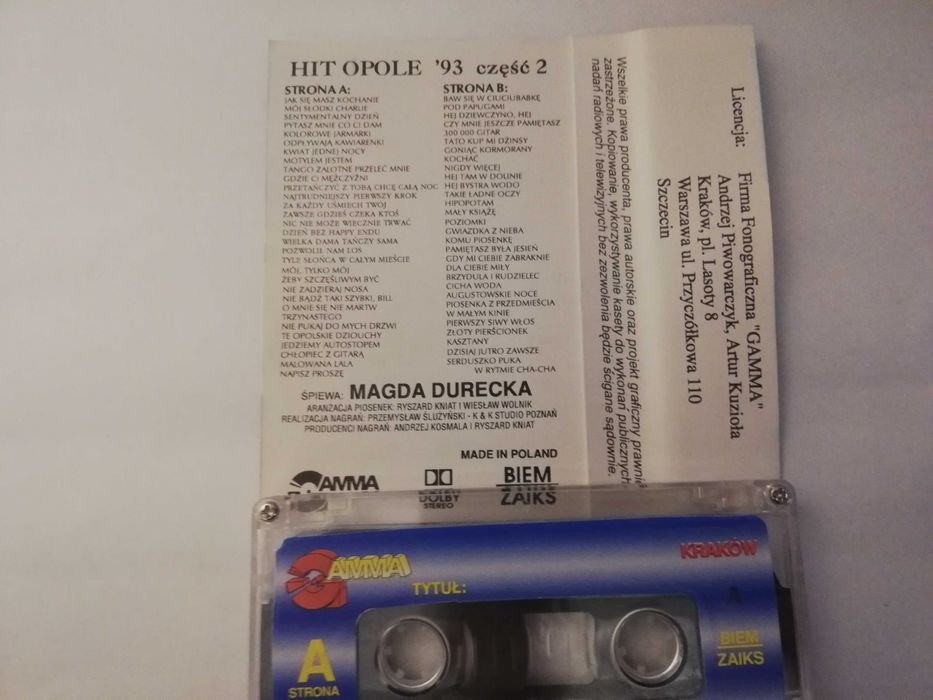 HIT OPOLE '93 część 2
STRONA A:
JAK SIĘ MASZ KOCHANIE
MÓJ SŁODKI CHARLIE
SENTYMENTALNY DZIEŃ
PYTASZ MNIE CO CI DAM
KOLOROWE JARMARKI
ODPŁYWAJĄ KAWIARENKI
KWIAT JEDNEJ NOCY
MOTYLEM JESTEM
TANGO ZALOTNE PRZELEĆ MNIE
GDZIE CI MĘŻCZYŹNI
PRZETAŃCZYĆ Z TOBĄ CHCĘ CAŁĄ NOC
NAJTRUDNIEJSZY PIERWSZY KROK
ZA KAŻDY UŚMIECH TWÓJ
ZAWSZE GDZIEŚ CZEKA KTOŚ
NIC NIE MOŻE WIECZNIE TRWAĆ
DZIEŃ BEZ HAPPY ENDU
WIELKA DAMA TAŃCZY SAMA
POZWOLIŁ NAM LOS
TYLE SŁOŃCA W CAŁYM MIEŚCIE
MÓJ, TYLKO MÓJ
ŻEBY SZCZĘŚLIWYM BYĆ
NIE ZADZIERAJ NOSA
NIE BĄDŹ TAKI SZYBKI, BILL
O MNIE SIĘ NIE MARTW
TRZYNASTEGO
NIE PUKAJ DO MYCH DRZWI
TE OPOLSKIE DZIOUCHY
JEDZIEMY AUTOSTOPEM
CHŁOPIEC Z GITARĄ
MALOWANA LALA
NAPISZ PROSZĘ
STRONA B:
BAW SIĘ W CIUCIUBABKĘ
POD PAPUGAMI
HEJ DZIEWCZYNO, HEJ
CZY MNIE JESZCZE PAMIĘTASZ
300 000 GITAR
TATO KUP MI DŻINSY
GONIĄC KORMORANY
KOCHAĆ
NIGDY WIĘCEJ
HEJ TAM W DOLINIE
HEJ BYSTRA WODO
TAKIE ŁADNE OCZY
HIPOPOTAM
MAŁY KSIĄŻĘ
POZIOMKI
GWIAZDKA Z NIEBA
KOMU PIOSENKĘ
PAMIĘTASZ BYŁA JESIEŃ
GDY MI CIEBIE ZABRAKNIE
DLA CIEBIE MIŁY
BRZYDULA I RUDZIELEC
CICHA WODA
AUGUSTOWSKIE NOCE
PIOSENKA Z PRZEDMIEŚCIA
W MAŁYM KINIE
PIERWSZY SIWY WŁOS
ZŁOTY PIERŚCIONEK
KASZTANY
DZISIAJ JUTRO ZAWSZE
SERDUSZKO PUKA
W RYTMIE CHA-CHA
ŚPIEWA: MAGDA DURECKA
ARANŻACJA PIOSENEK: RYSZARD KNIAT I WIESŁAW WOLNIK
REALIZACJA NAGRAŃ: PRZEMYSŁAW ŚLUŻYŃSKI - K & K STUDIO POZNAŃ
PRODUCENCI NAGRAŃ: ANDRZEJ KOSMALA I RYSZARD KNIAT
MADE IN POLAND
GAMMA
DOLBY
STEREO
BIEM
ZAIKS
Wszelkie prawa producenta, prawa autorskie oraz projekt graficzny prawnie
zastrzeżone. Kopiowanie, wykorzystywanie kasety do wykonań publicznych
nadań radiowych i telewizyjnych bez zezwolenia będzie ścigane sądownie.
Licencja: Firma Fonograficzna "GAMMA"
Andrzej Piwowarczyk, Artur Kuzioła
Kraków, pl. Lasoty 8
Warszawa ul. Przyczółkowa 110
Szczecin
GAMMA
KRAKÓW
TYTUŁ:
A
STRONA
A
BIEM
ZAIKS